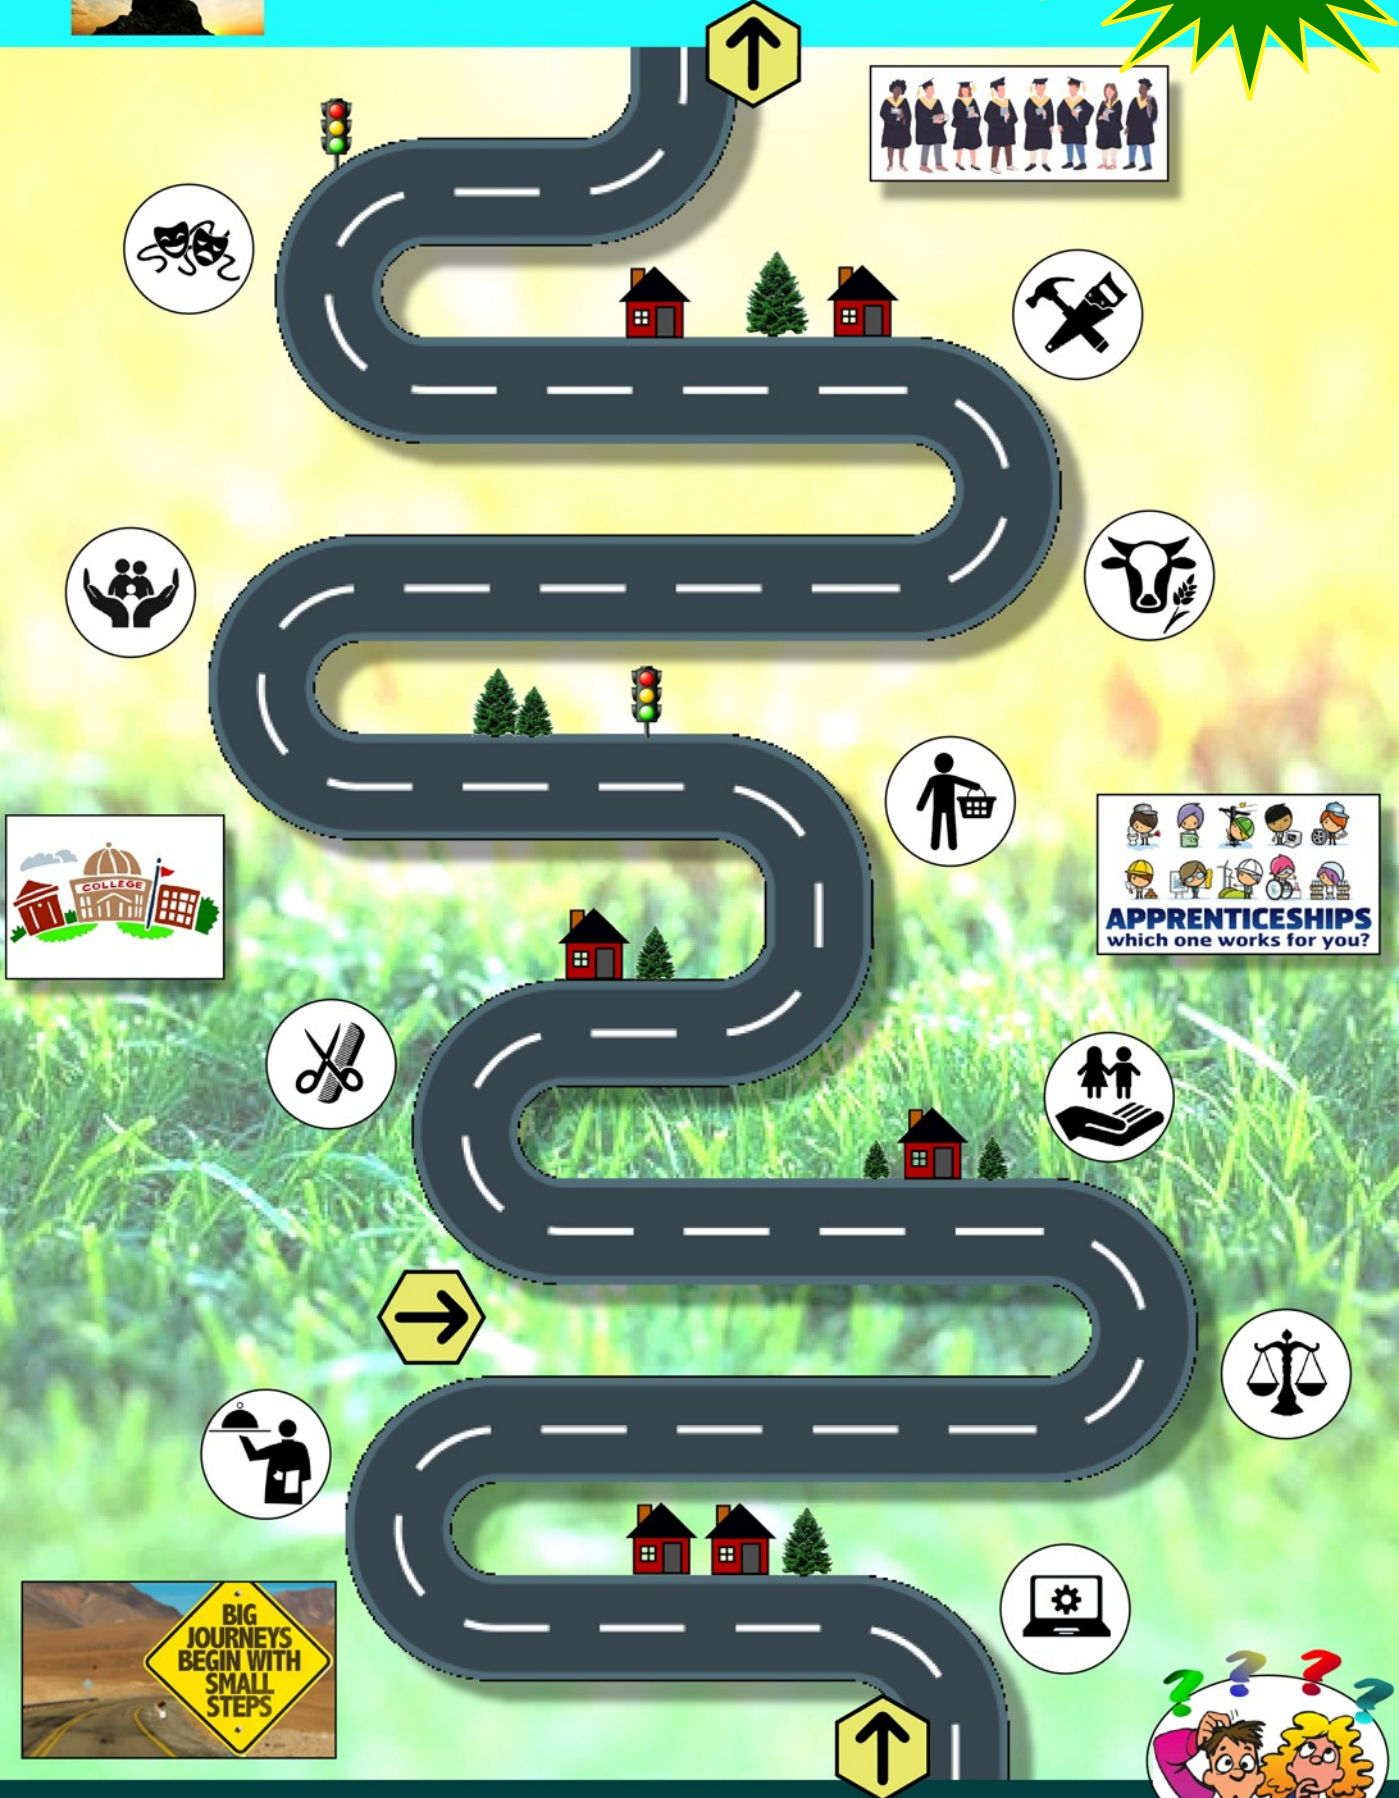 COLLEGE
APPRENTICESHIPS
which one works for you?
BIG
JOURNEYS
BEGIN WITH
SMALL
STEPS
? ? ? ?